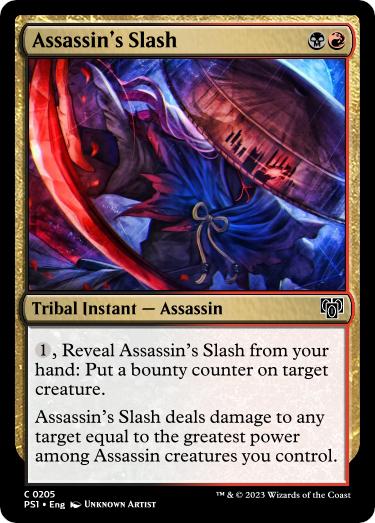 Assassin's Slash
Tribal Instant — Assassin
1, Reveal Assassin's Slash from your
hand: Put a bounty counter on target
creature.
Assassin's Slash deals damage to any
target equal to the greatest power
among Assassin creatures you control.
C 0205
PS1 • Eng Unknown Artist
™ & © 2023 Wizards of the Coast